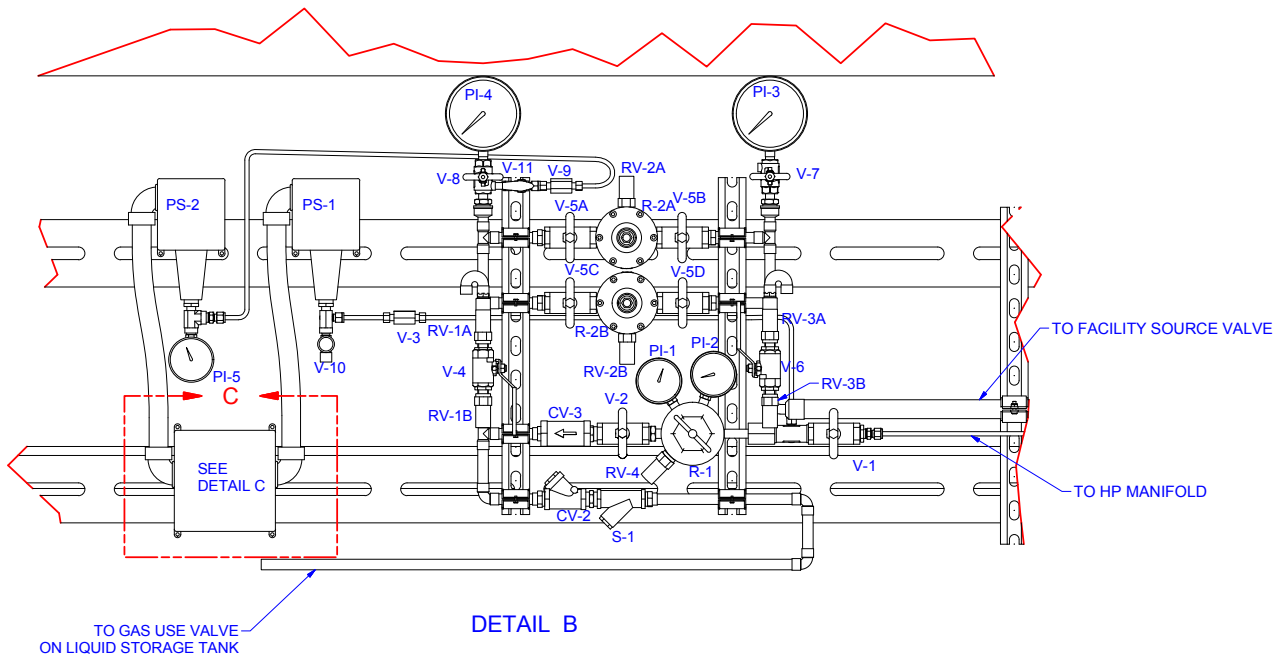 PI-4
PI-3
RV-2A
V-11
V-9
V-8
V-7
PS-2
PS-1
V-5A
R-2A
V-5B
V-5C
V-5D
RV-1A
R-2B
RV-3A
V-3
TO FACILITY SOURCE VALVE
PI-1
PI-2
V-10
RV-2B
V-4
V-6
PI-5
RV-3B
C
RV-1B
CV-3
V-2
SEE
DETAIL C
RV-4
R-1
V-1
TO HP MANIFOLD
CV-2
S-1
DETAIL B
TO GAS USE VALVE
ON LIQUID STORAGE TANK